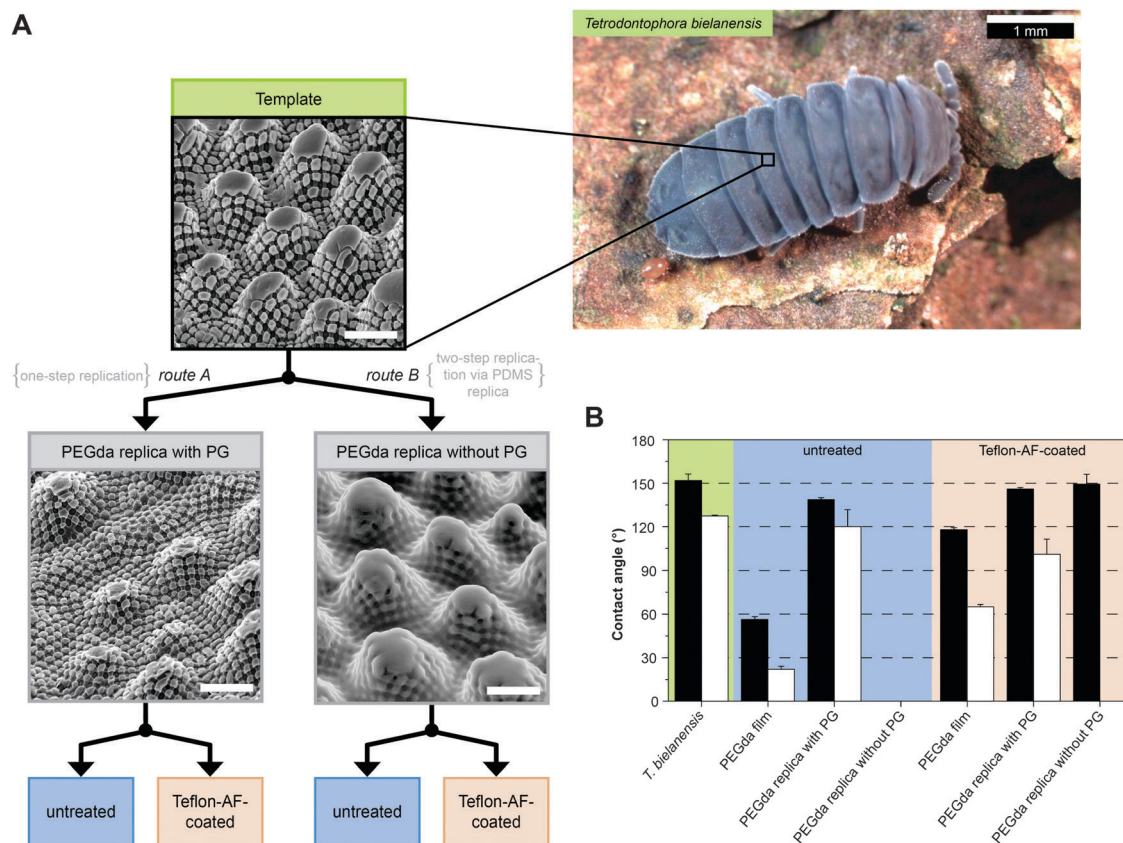 A
Tetrodontophora bielanensis
1 mm
Template
{one-step replication}
route A
route B
{two-step replica-
tion via PDMS
replica}
PEGda replica with PG
PEGda replica without PG
untreated
Teflon-AF-
coated
untreated
Teflon-AF-
coated
B
untreated
Teflon-AF-coated
Contact angle (°)
180
150
120
90
60
30
0
T. bielanensis
PEGda film
PEGda replica with PG
PEGda replica without PG
PEGda film
PEGda replica with PG
PEGda replica without PG